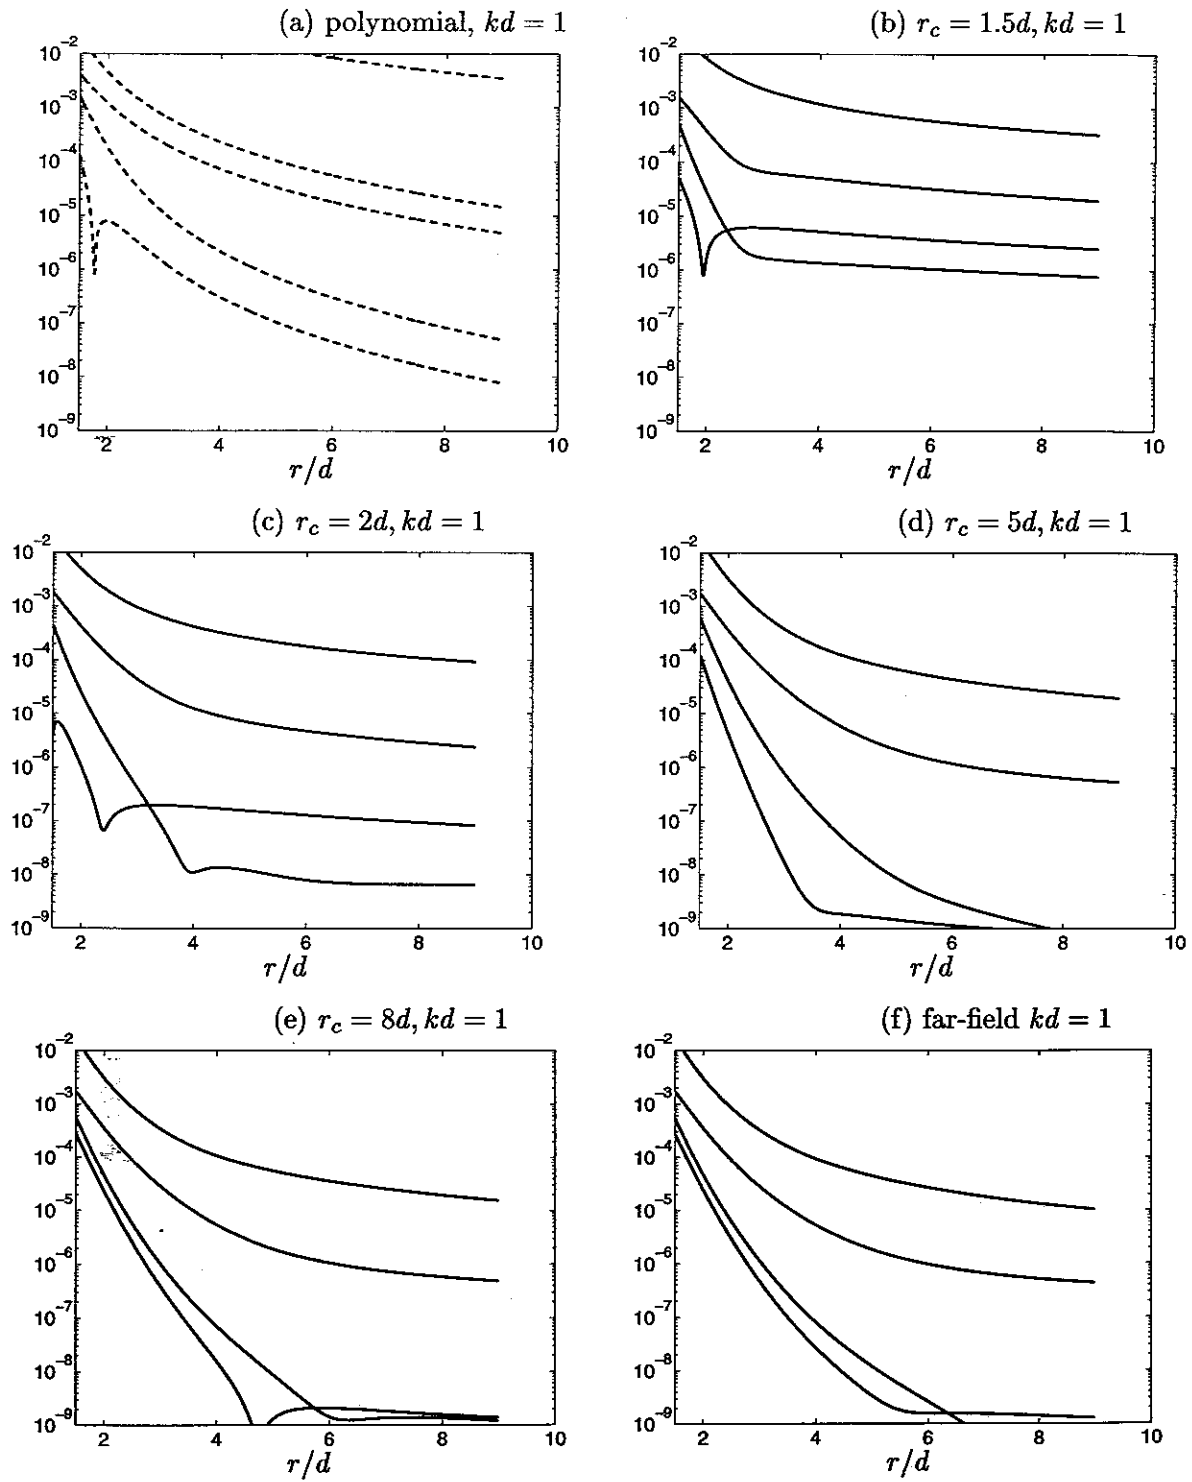 (a) polynomial, kd = 1
10⁻²
10⁻³
10⁻⁴
10⁻⁵
10⁻⁶
10⁻⁷
10⁻⁸
10⁻⁹
2 4 6 8 10
r/d
(b) r_c = 1.5d, kd = 1
10⁻²
10⁻³
10⁻⁴
10⁻⁵
10⁻⁶
10⁻⁷
10⁻⁸
10⁻⁹
2 4 6 8 10
r/d
(c) r_c = 2d, kd = 1
10⁻²
10⁻³
10⁻⁴
10⁻⁵
10⁻⁶
10⁻⁷
10⁻⁸
10⁻⁹
2 4 6 8 10
r/d
(d) r_c = 5d, kd = 1
10⁻²
10⁻³
10⁻⁴
10⁻⁵
10⁻⁶
10⁻⁷
10⁻⁸
10⁻⁹
2 4 6 8 10
r/d
(e) r_c = 8d, kd = 1
10⁻²
10⁻³
10⁻⁴
10⁻⁵
10⁻⁶
10⁻⁷
10⁻⁸
10⁻⁹
2 4 6 8 10
r/d
(f) far-field kd = 1
10⁻²
10⁻³
10⁻⁴
10⁻⁵
10⁻⁶
10⁻⁷
10⁻⁸
10⁻⁹
2 4 6 8 10
r/d